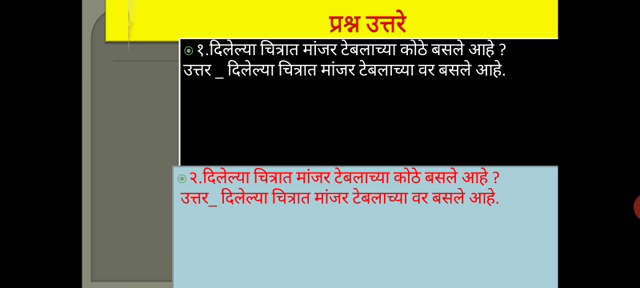 प्रश्न उत्तरे
१.दिलेल्या चित्रात मांजर टेबलाच्या कोठे बसले आहे ?
उत्तर _ दिलेल्या चित्रात मांजर टेबलाच्या वर बसले आहे.
२.दिलेल्या चित्रात मांजर टेबलाच्या कोठे बसले आहे ?
उत्तर_ दिलेल्या चित्रात मांजर टेबलाच्या वर बसले आहे.